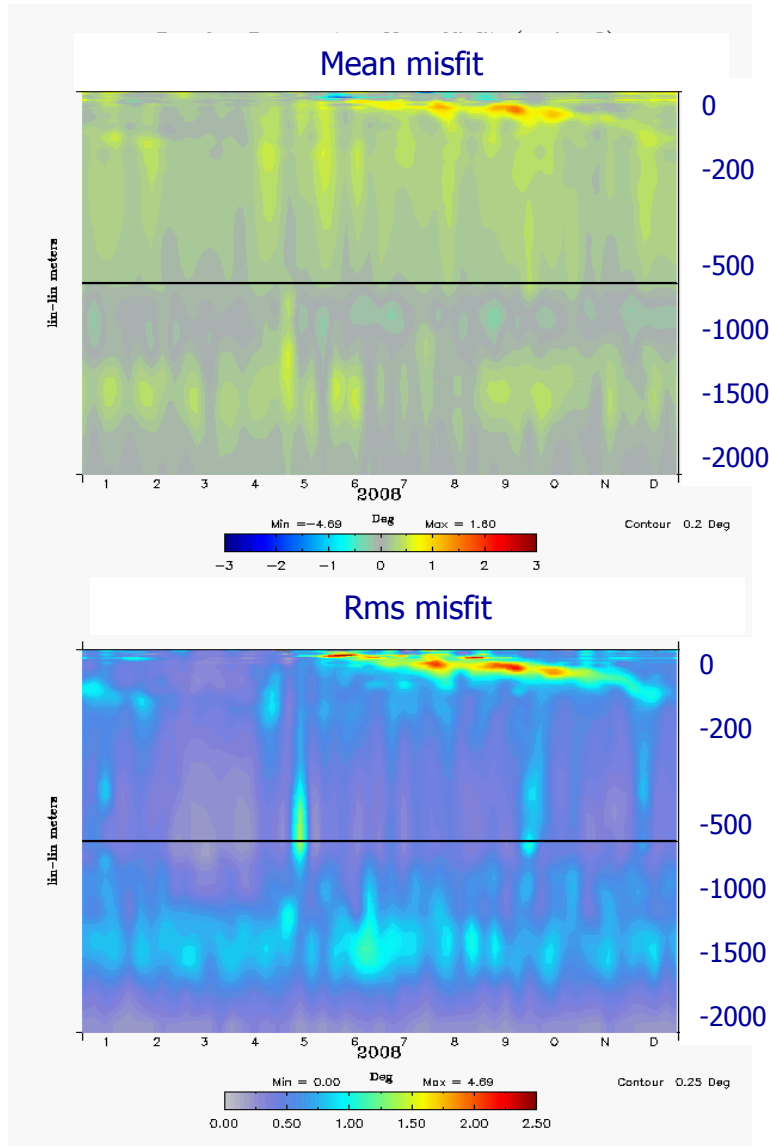 Mean misfit
0
-200
-500
-1000
-1500
-2000
lin-lin meters
1 2 3 4 5 6 7 8 9 O N D
2008
Min =-4.69 Deg Max = 1.60 Contour 0.2 Deg
-3 -2 -1 0 1 2 3
Rms misfit
0
-200
-500
-1000
-1500
-2000
lin-lin meters
1 2 3 4 5 6 7 8 9 O N D
2008
Min = 0.00 Deg Max = 4.69 Contour 0.25 Deg
0.00 0.50 1.00 1.50 2.00 2.50